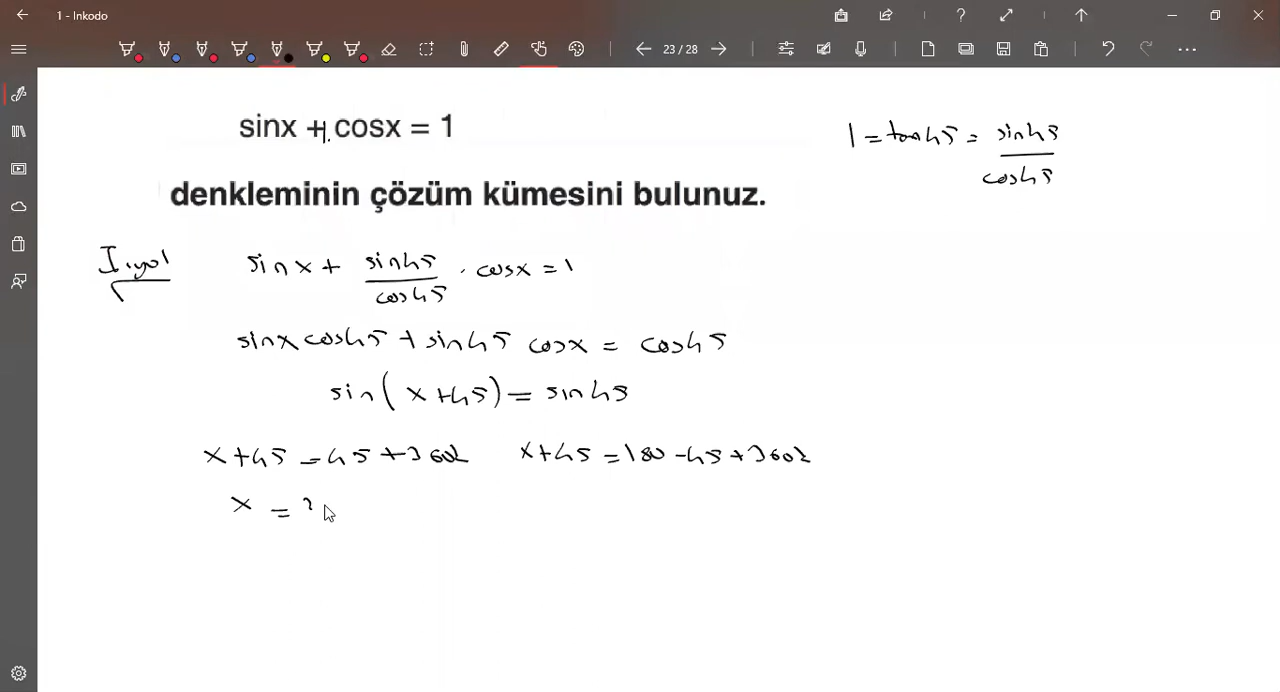 1 - Inkodo
23 / 28
sinx + 1. cosx = 1
1 = tan45 = sin45 / cos45
denkleminin çözüm kümesini bulunuz.
I. yol
sinx + sin45 / cos45 . cosx = 1
sinx cos45 + sin45 cosx = cos45
sin(x+45) = sin45
x+45 = 45+360k x+45 = 180-45+360k
x =